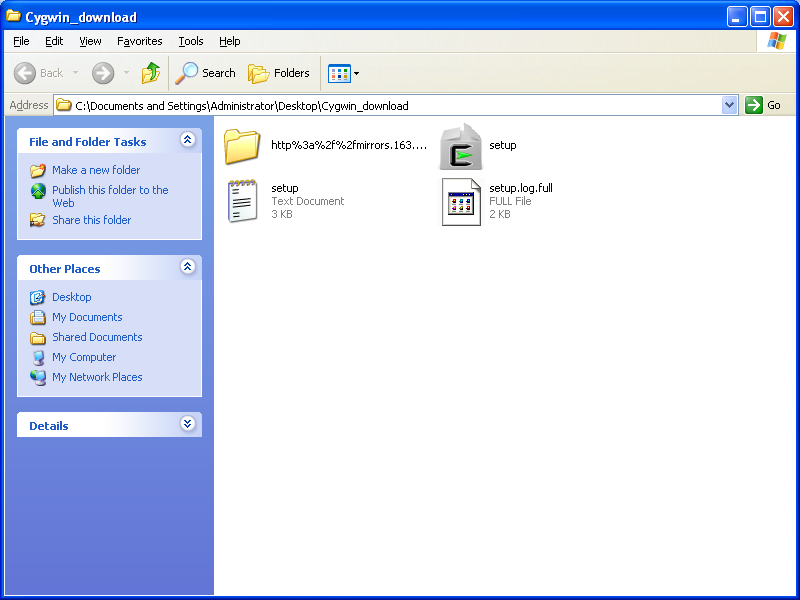 Cygwin_download
File Edit View Favorites Tools Help
Back Search Folders
Address C:\Documents and Settings\Administrator\Desktop\Cygwin_download Go
File and Folder Tasks
Make a new folder
Publish this folder to the
Web
Share this folder
Other Places
Desktop
My Documents
Shared Documents
My Computer
My Network Places
Details
http%3a%2f%2fmirrors.163....
setup
setup
Text Document
3 KB
setup.log.full
FULL File
2 KB